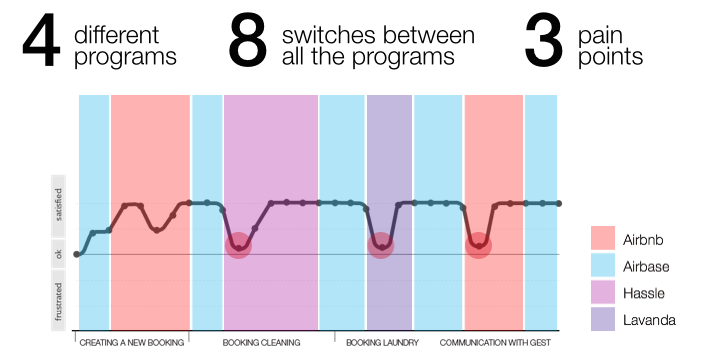 4 different programs
8 switches between all the programs
3 pain points
satisfied
ok
frustrated
Airbnb
Airbase
Hassle
Lavanda
CREATING A NEW BOOKING
BOOKING CLEANING
BOOKING LAUNDRY
COMMUNICATION WITH GEST